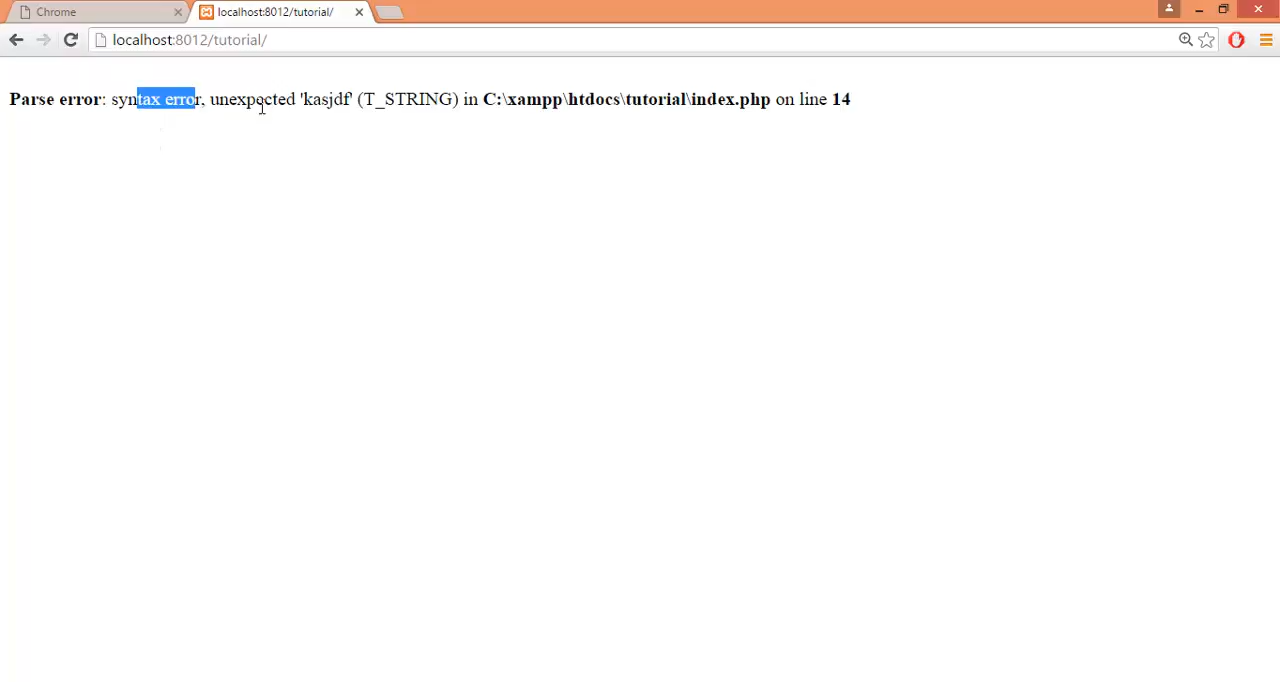 Chrome
localhost:8012/tutorial/
localhost:8012/tutorial/
Parse error: syntax error, unexpected 'kasjdf' (T_STRING) in C:\xampp\htdocs\tutorial\index.php on line 14